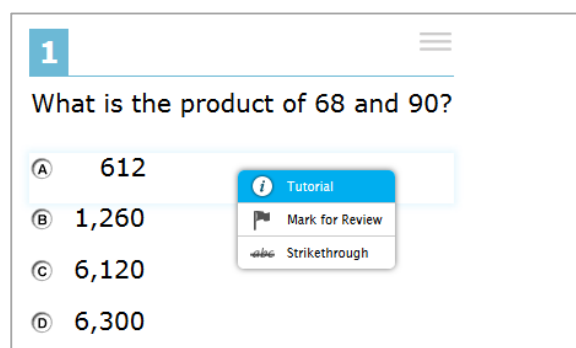 1
What is the product of 68 and 90?
A 612
B 1,260
C 6,120
D 6,300
i Tutorial
Mark for Review
abc Strikethrough